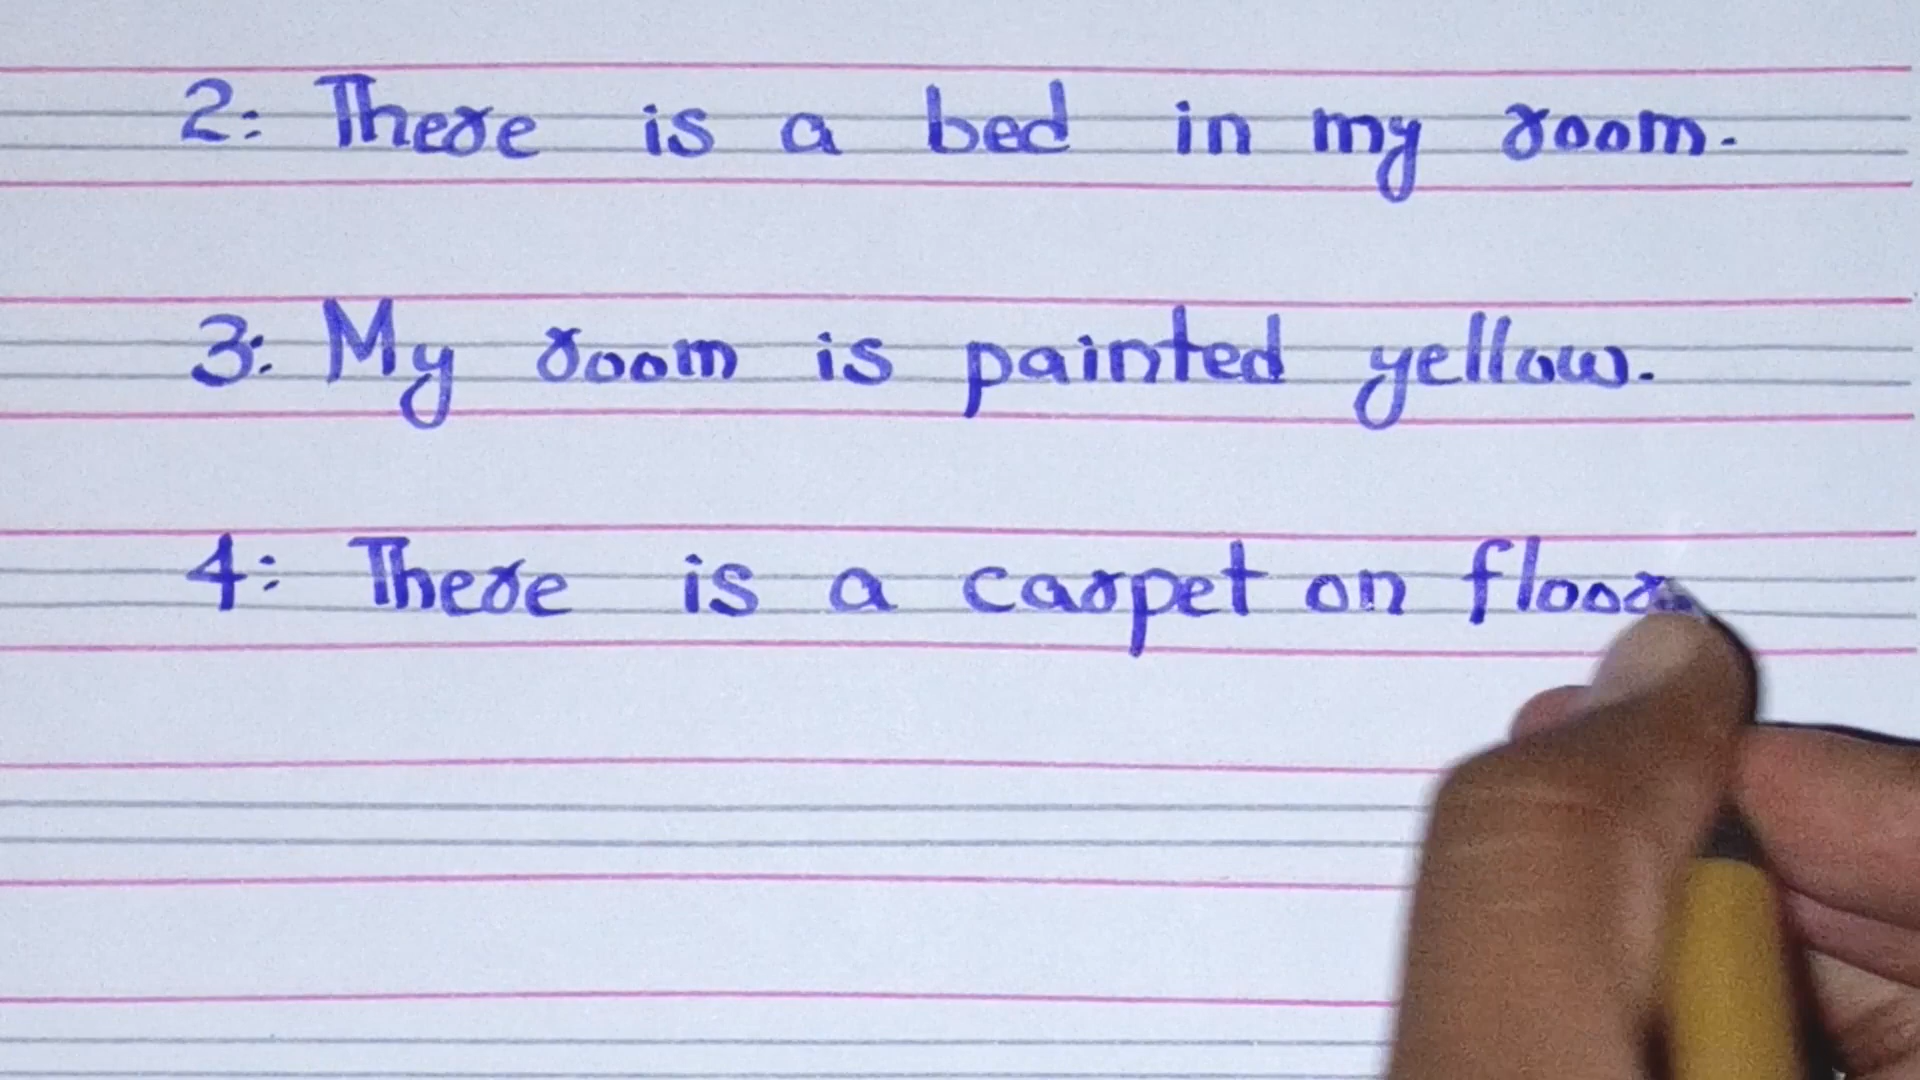 2: There is a bed in my room.
3: My room is painted yellow.
4: There is a carpet on floor